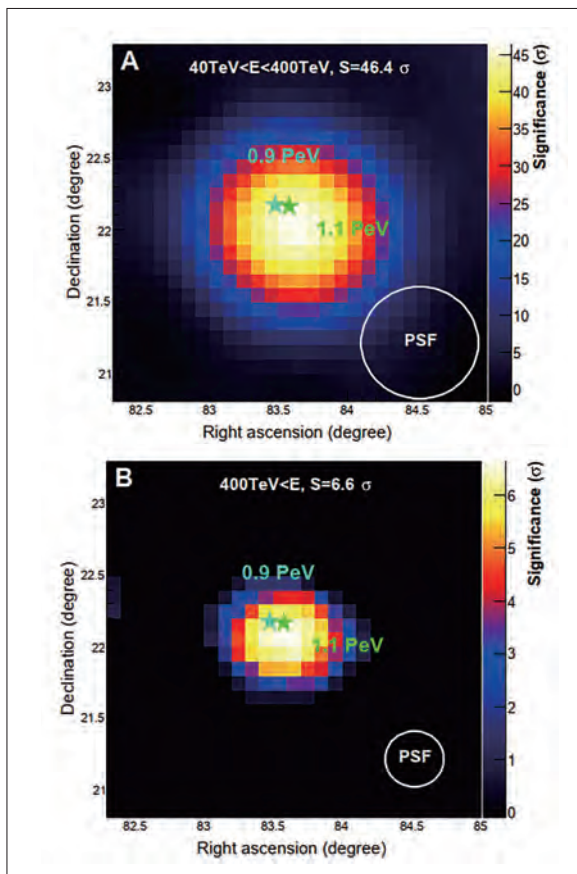 A
40TeV<E<400TeV, S=46.4 σ
0.9 PeV
1.1 PeV
PSF
23
22.5
22
21.5
21
Declination (degree)
82.5 83 83.5 84 84.5 85
Right ascension (degree)
45
40
35
30
25
20
15
10
5
0
Significance (σ)
B
400TeV<E, S=6.6 σ
0.9 PeV
1.1 PeV
PSF
23
22.5
22
21.5
21
Declination (degree)
82.5 83 83.5 84 84.5 85
Right ascension (degree)
6
5
4
3
2
1
0
Significance (σ)